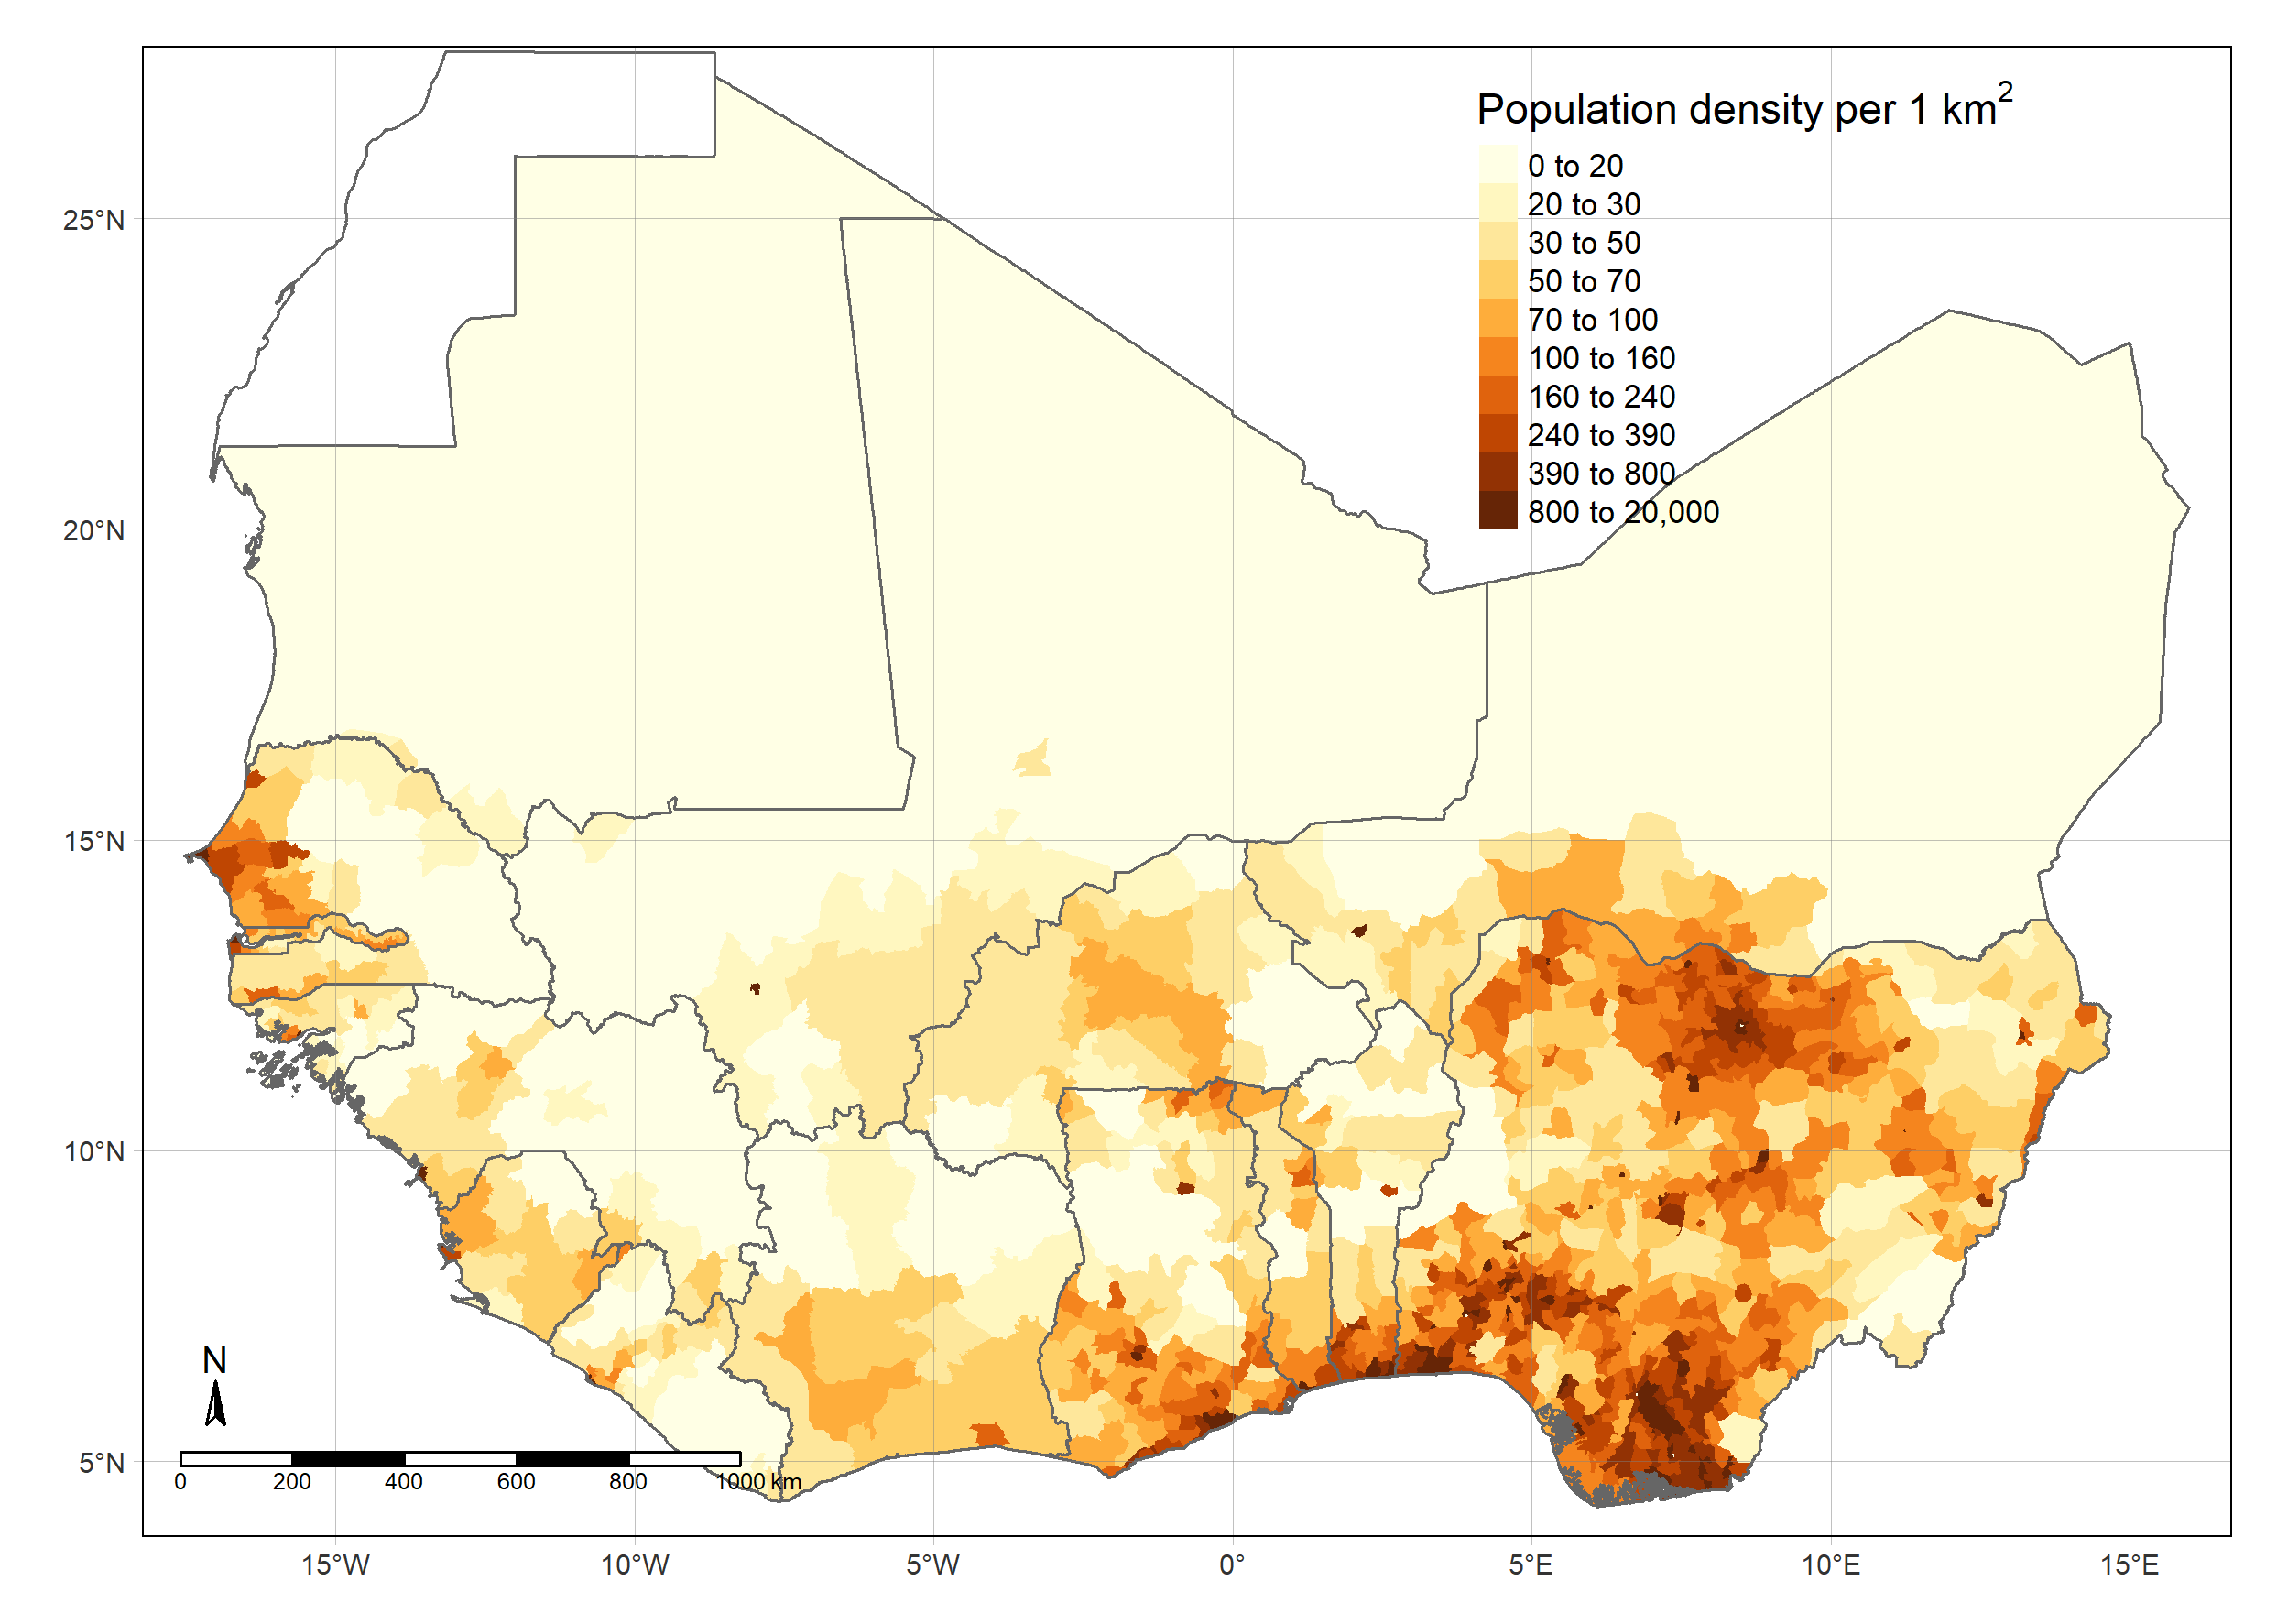 Population density per 1 km²
0 to 20
20 to 30
30 to 50
50 to 70
70 to 100
100 to 160
160 to 240
240 to 390
390 to 800
800 to 20,000
25°N
20°N
15°N
10°N
5°N
N
0 200 400 600 800 1000 km
15°W 10°W 5°W 0° 5°E 10°E 15°E